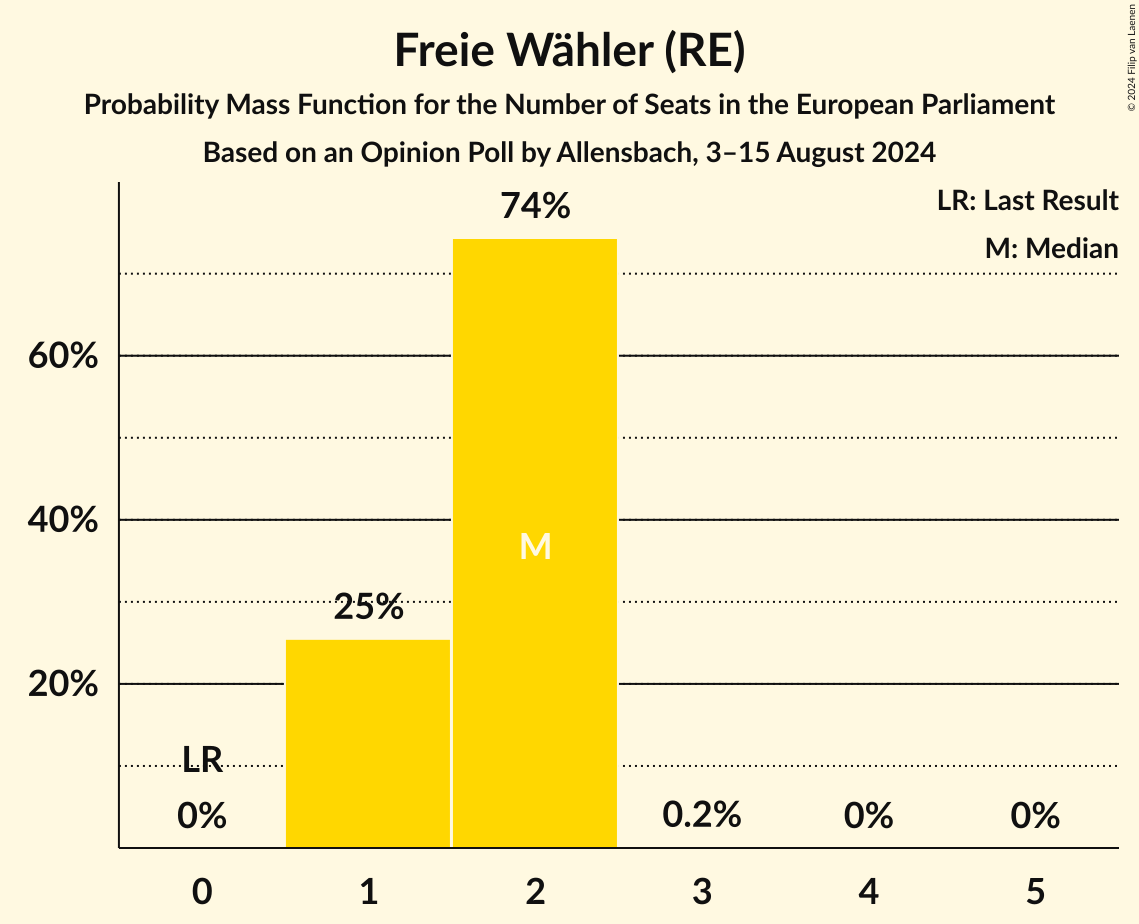 Freie Wähler (RE)
Probability Mass Function for the Number of Seats in the European Parliament
Based on an Opinion Poll by Allensbach, 3–15 August 2024
© 2024 Filip van Laenen
LR: Last Result
M: Median
74%
60%
40%
M
25%
20%
LR
0%
0.2%
0%
0%
0 1 2 3 4 5